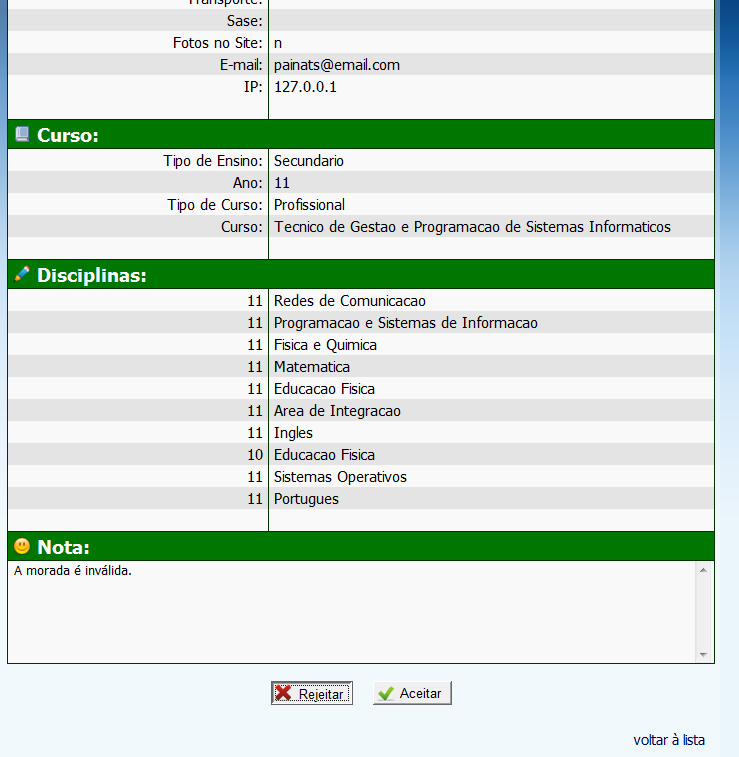 Transporte:
Sase:
Fotos no Site: n
E-mail: painats@email.com
IP: 127.0.0.1
Curso:
Tipo de Ensino: Secundario
Ano: 11
Tipo de Curso: Profissional
Curso: Tecnico de Gestao e Programacao de Sistemas Informaticos
Disciplinas:
11 Redes de Comunicacao
11 Programacao e Sistemas de Informacao
11 Fisica e Quimica
11 Matematica
11 Educacao Fisica
11 Area de Integracao
11 Ingles
10 Educacao Fisica
11 Sistemas Operativos
11 Portugues
Nota:
A morada é inválida.
Rejeitar Aceitar
voltar à lista